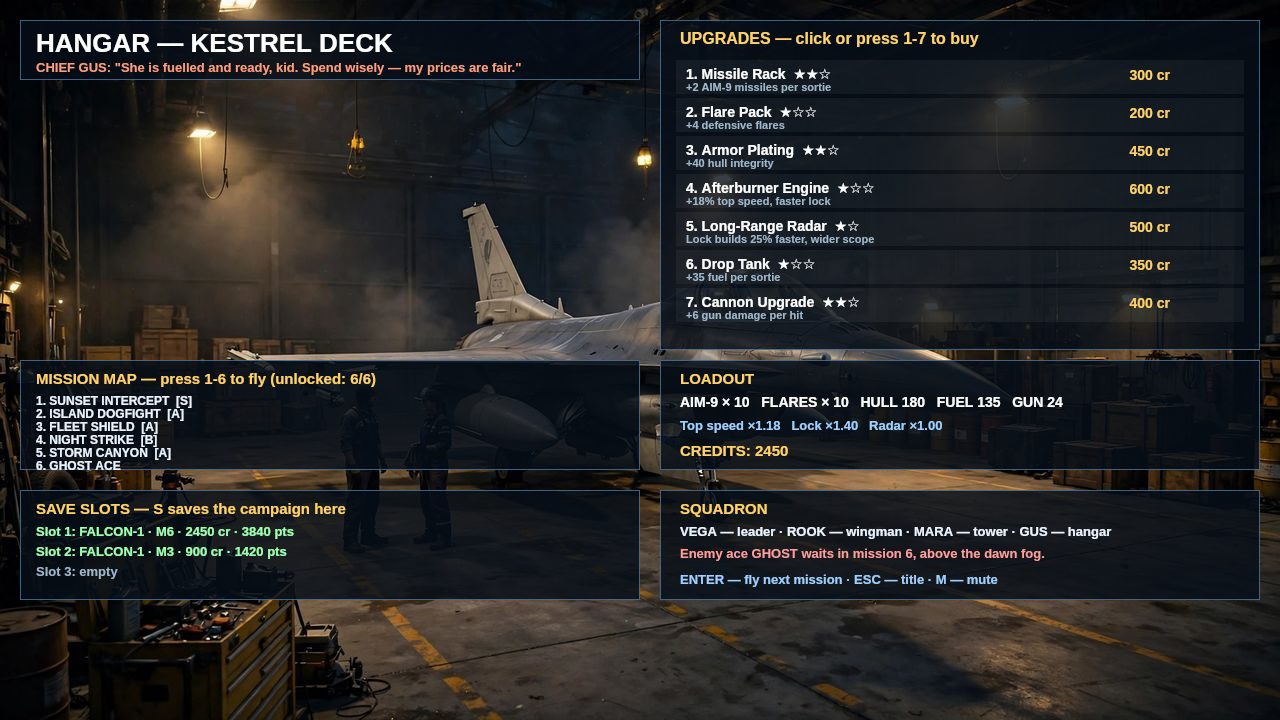 HANGAR — KESTREL DECK
CHIEF GUS: "She is fuelled and ready, kid. Spend wisely — my prices are fair."
UPGRADES — click or press 1-7 to buy
1. Missile Rack ★★☆ 300 cr
+2 AIM-9 missiles per sortie
2. Flare Pack ★☆☆ 200 cr
+4 defensive flares
3. Armor Plating ★★☆ 450 cr
+40 hull integrity
4. Afterburner Engine ★☆☆ 600 cr
+18% top speed, faster lock
5. Long-Range Radar ★☆ 500 cr
Lock builds 25% faster, wider scope
6. Drop Tank ★☆☆ 350 cr
+35 fuel per sortie
7. Cannon Upgrade ★★☆ 400 cr
+6 gun damage per hit
MISSION MAP — press 1-6 to fly (unlocked: 6/6)
1. SUNSET INTERCEPT [S]
2. ISLAND DOGFIGHT [A]
3. FLEET SHIELD [A]
4. NIGHT STRIKE [B]
5. STORM CANYON [A]
6. GHOST ACE
LOADOUT
AIM-9 × 10 FLARES × 10 HULL 180 FUEL 135 GUN 24
Top speed ×1.18 Lock ×1.40 Radar ×1.00
CREDITS: 2450
SAVE SLOTS — S saves the campaign here
Slot 1: FALCON-1 · M6 · 2450 cr · 3840 pts
Slot 2: FALCON-1 · M3 · 900 cr · 1420 pts
Slot 3: empty
SQUADRON
VEGA — leader · ROOK — wingman · MARA — tower · GUS — hangar
Enemy ace GHOST waits in mission 6, above the dawn fog.
ENTER — fly next mission · ESC — title · M — mute